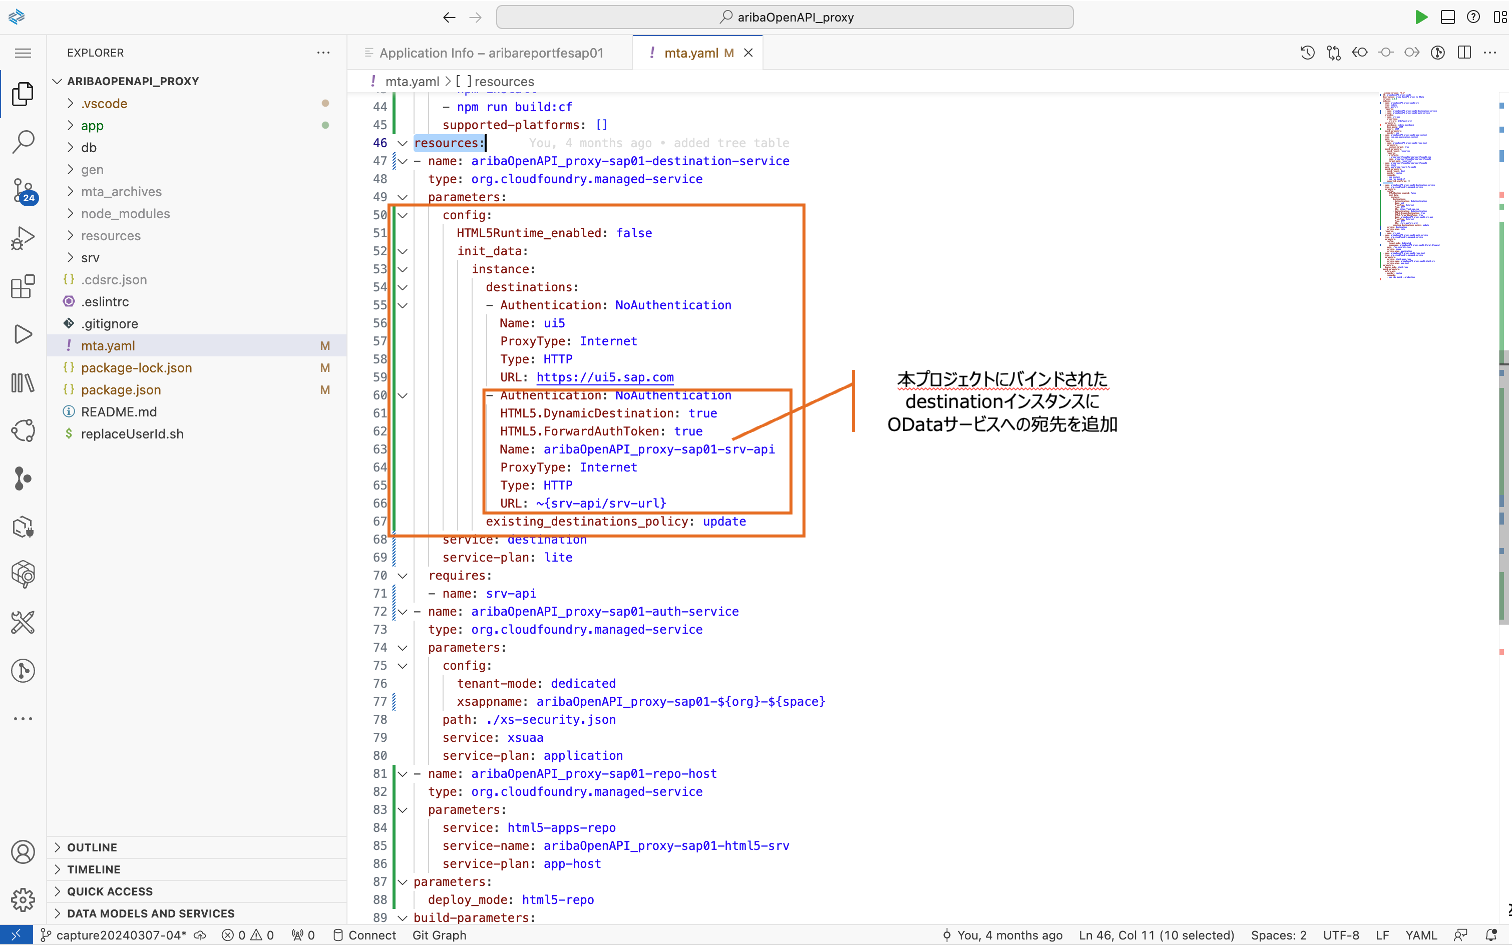 aribaOpenAPI_proxy
EXPLORER
Application Info – aribareportfesap01
! mta.yaml M
ARIBAOPENAPI_PROXY
! mta.yaml > [ ] resources
.vscode
app
db
gen
mta_archives
node_modules
resources
srv
{} .cdsrc.json
.eslintrc
.gitignore
! mta.yaml M
{} package-lock.json M
{} package.json M
README.md
$ replaceUserId.sh
24
44 - npm run build:cf
45 supported-platforms: []
46 resources: You, 4 months ago • added tree table
47 - name: aribaOpenAPI_proxy-sap01-destination-service
48 type: org.cloudfoundry.managed-service
49 parameters:
50 config:
51 HTML5Runtime_enabled: false
52 init_data:
53 instance:
54 destinations:
55 - Authentication: NoAuthentication
56 Name: ui5
57 ProxyType: Internet
58 Type: HTTP
59 URL: https://ui5.sap.com
60 - Authentication: NoAuthentication
61 HTML5.DynamicDestination: true
62 HTML5.ForwardAuthToken: true
63 Name: aribaOpenAPI_proxy-sap01-srv-api
64 ProxyType: Internet
65 Type: HTTP
66 URL: ~{srv-api/srv-url}
67 existing_destinations_policy: update
68 service: destination
69 service-plan: lite
70 requires:
71 - name: srv-api
72 - name: aribaOpenAPI_proxy-sap01-auth-service
73 type: org.cloudfoundry.managed-service
74 parameters:
75 config:
76 tenant-mode: dedicated
77 xsappname: aribaOpenAPI_proxy-sap01-${org}-${space}
78 path: ./xs-security.json
79 service: xsuaa
80 service-plan: application
81 - name: aribaOpenAPI_proxy-sap01-repo-host
82 type: org.cloudfoundry.managed-service
83 parameters:
84 service: html5-apps-repo
85 service-name: aribaOpenAPI_proxy-sap01-html5-srv
86 service-plan: app-host
87 parameters:
88 deploy_mode: html5-repo
89 build-parameters:
本プロジェクトにバインドされた
destinationインスタンスに
ODataサービスへの宛先を追加
OUTLINE
TIMELINE
QUICK ACCESS
DATA MODELS AND SERVICES
capture20240307-04* 0 0 0 Connect Git Graph You, 4 months ago Ln 46, Col 11 (10 selected) Spaces: 2 UTF-8 LF YAML